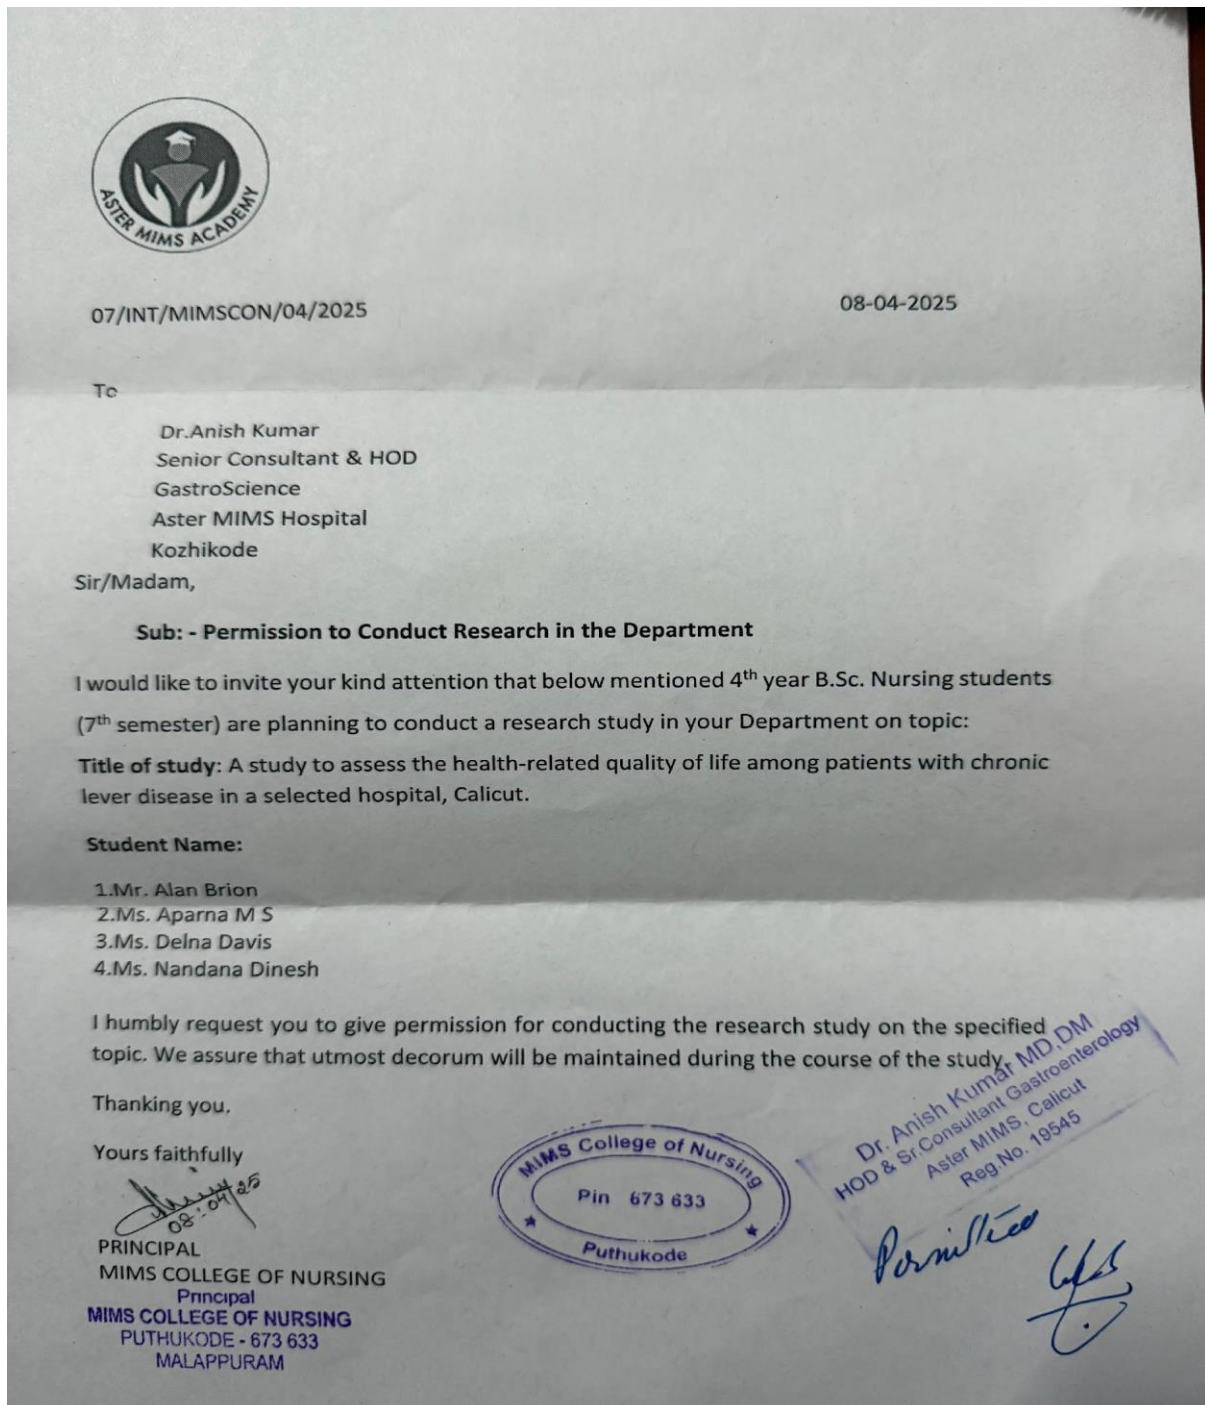 ASTER MIMS ACADEMY
07/INT/MIMSCON/04/2025
08-04-2025
To
Dr.Anish Kumar
Senior Consultant & HOD
GastroScience
Aster MIMS Hospital
Kozhikode
Sir/Madam,
Sub: - Permission to Conduct Research in the Department
I would like to invite your kind attention that below mentioned 4th year B.Sc. Nursing students
(7th semester) are planning to conduct a research study in your Department on topic:
Title of study: A study to assess the health-related quality of life among patients with chronic
lever disease in a selected hospital, Calicut.
Student Name:
1.Mr. Alan Brion
2.Ms. Aparna M S
3.Ms. Delna Davis
4.Ms. Nandana Dinesh
I humbly request you to give permission for conducting the research study on the specified
topic. We assure that utmost decorum will be maintained during the course of the study.
Thanking you.
Yours faithfully
08:04/25
PRINCIPAL
MIMS COLLEGE OF NURSING
Principal
MIMS COLLEGE OF NURSING
PUTHUKODE - 673 633
MALAPPURAM
MIMS College of Nursing
Pin 673 633
Puthukode
Dr. Anish Kumar MD,DM
HOD & Sr.Consultant Gastroenterology
Aster MIMS, Calicut
Reg.No. 19545
Permitted